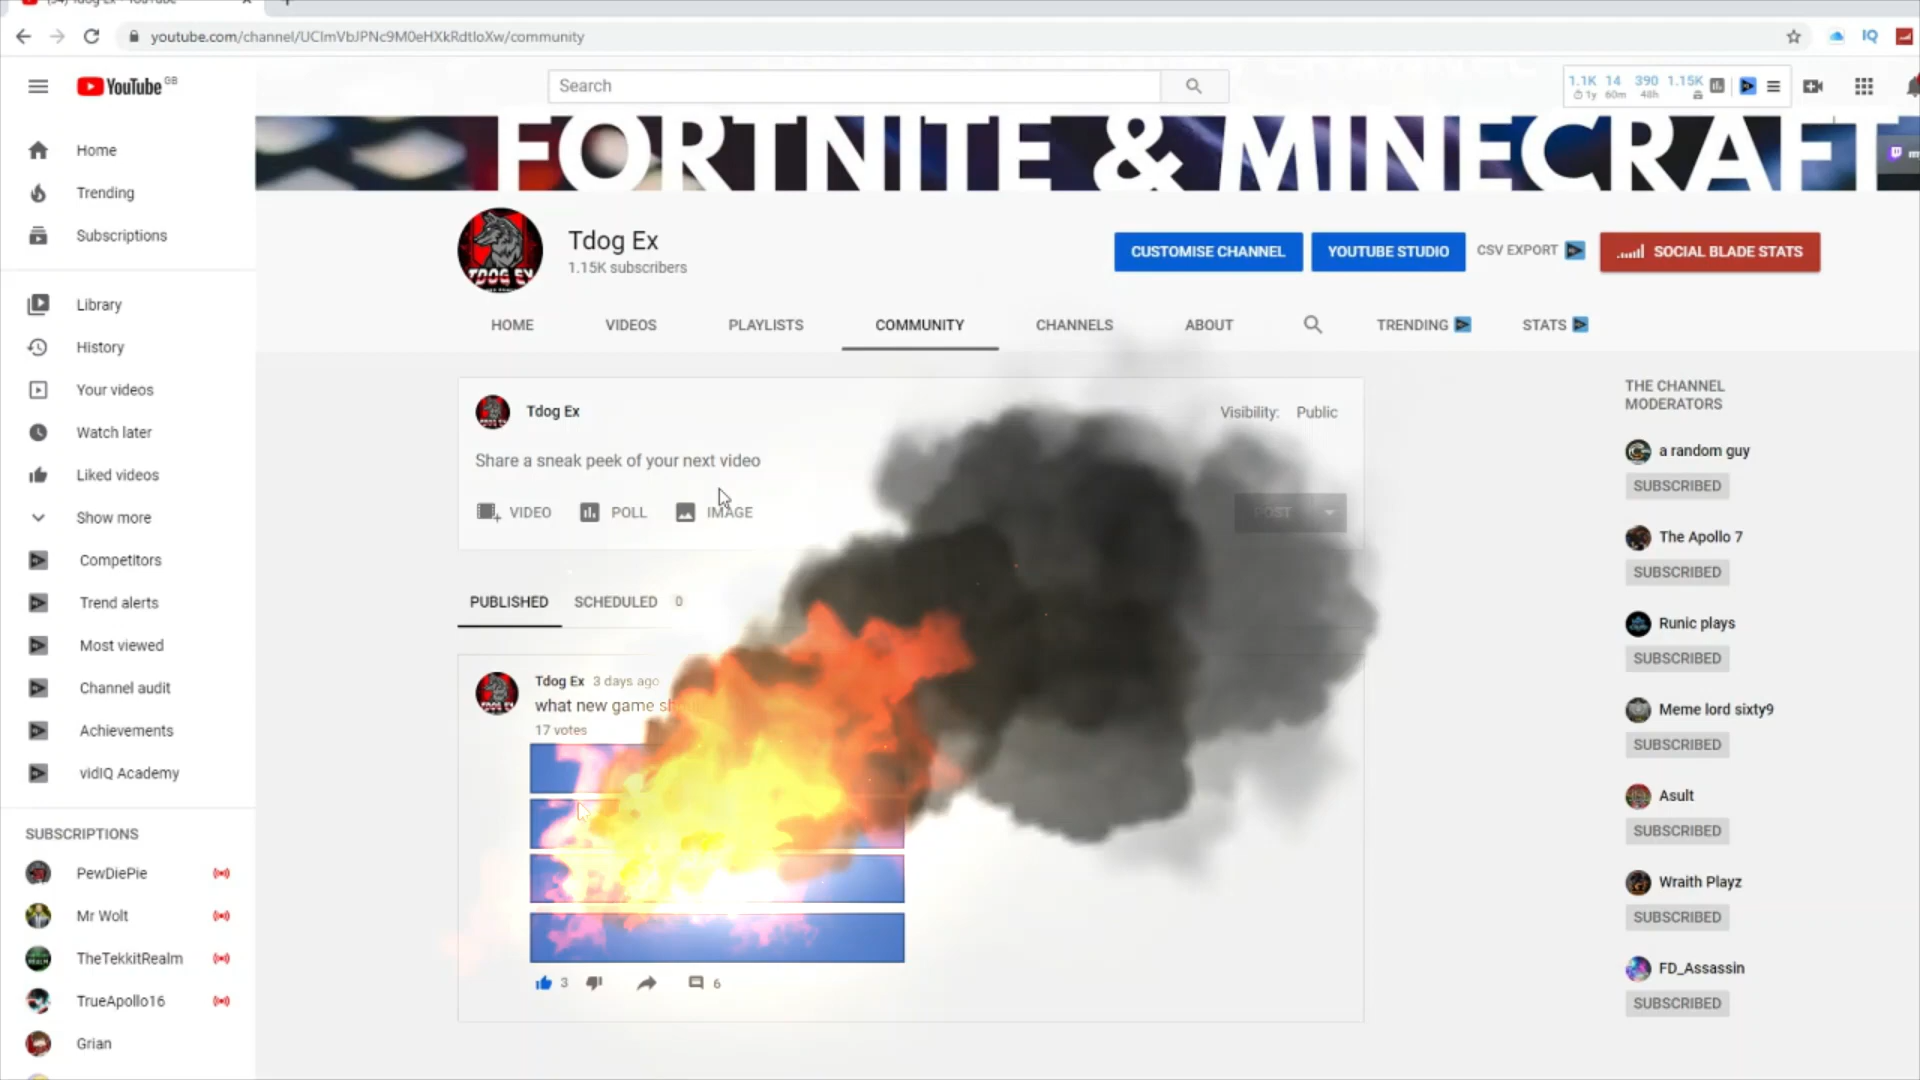 youtube.com/channel/UCImVbJPNc9M0eHXkRdtIoXw/community
YouTube GB
Search
1.1K 14 390 1.15K
1y 60m 48h
IQ
Home
Trending
Subscriptions
Library
History
Your videos
Watch later
Liked videos
Show more
Competitors
Trend alerts
Most viewed
Channel audit
Achievements
vidIQ Academy
SUBSCRIPTIONS
PewDiePie
Mr Wolt
TheTekkitRealm
TrueApollo16
Grian
FORTNITE & MINECRAFT
Tdog Ex
1.15K subscribers
CUSTOMISE CHANNEL
YOUTUBE STUDIO
CSV EXPORT
SOCIAL BLADE STATS
HOME
VIDEOS
PLAYLISTS
COMMUNITY
CHANNELS
ABOUT
TRENDING
STATS
Tdog Ex
Visibility: Public
Share a sneak peek of your next video
VIDEO
POLL
IMAGE
POST
PUBLISHED
SCHEDULED 0
Tdog Ex 3 days ago
what new game
17 votes
3
6
THE CHANNEL
MODERATORS
a random guy
SUBSCRIBED
The Apollo 7
SUBSCRIBED
Runic plays
SUBSCRIBED
Meme lord sixty9
SUBSCRIBED
Asult
SUBSCRIBED
Wraith Playz
SUBSCRIBED
FD_Assassin
SUBSCRIBED